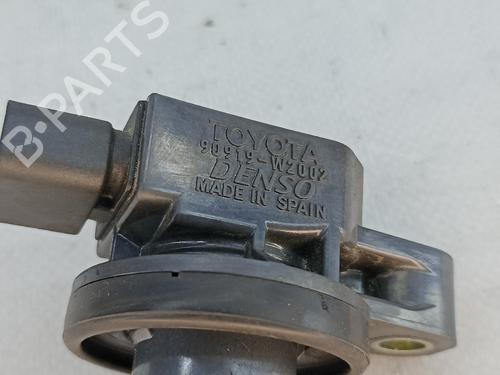 TOYOTA
90919-W2002
DENSO
MADE IN SPAIN
B-PARTS